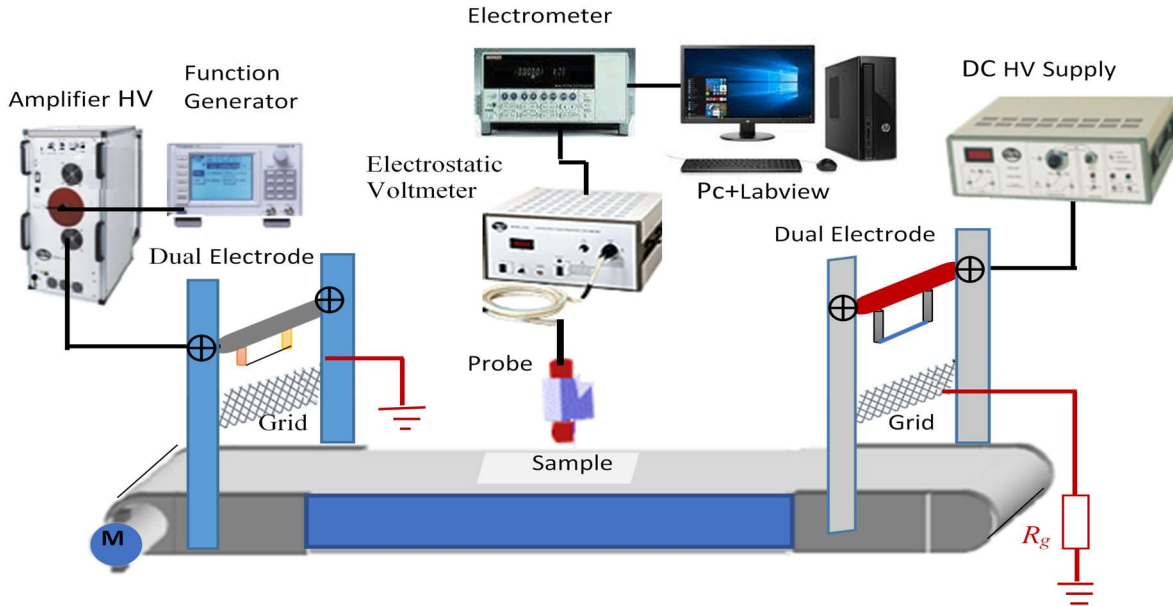 Electrometer
Function
Generator
Amplifier HV
DC HV Supply
Electrostatic
Voltmeter
Pc+Labview
Dual Electrode
Dual Electrode
Probe
Grid
Grid
Sample
M
Rg